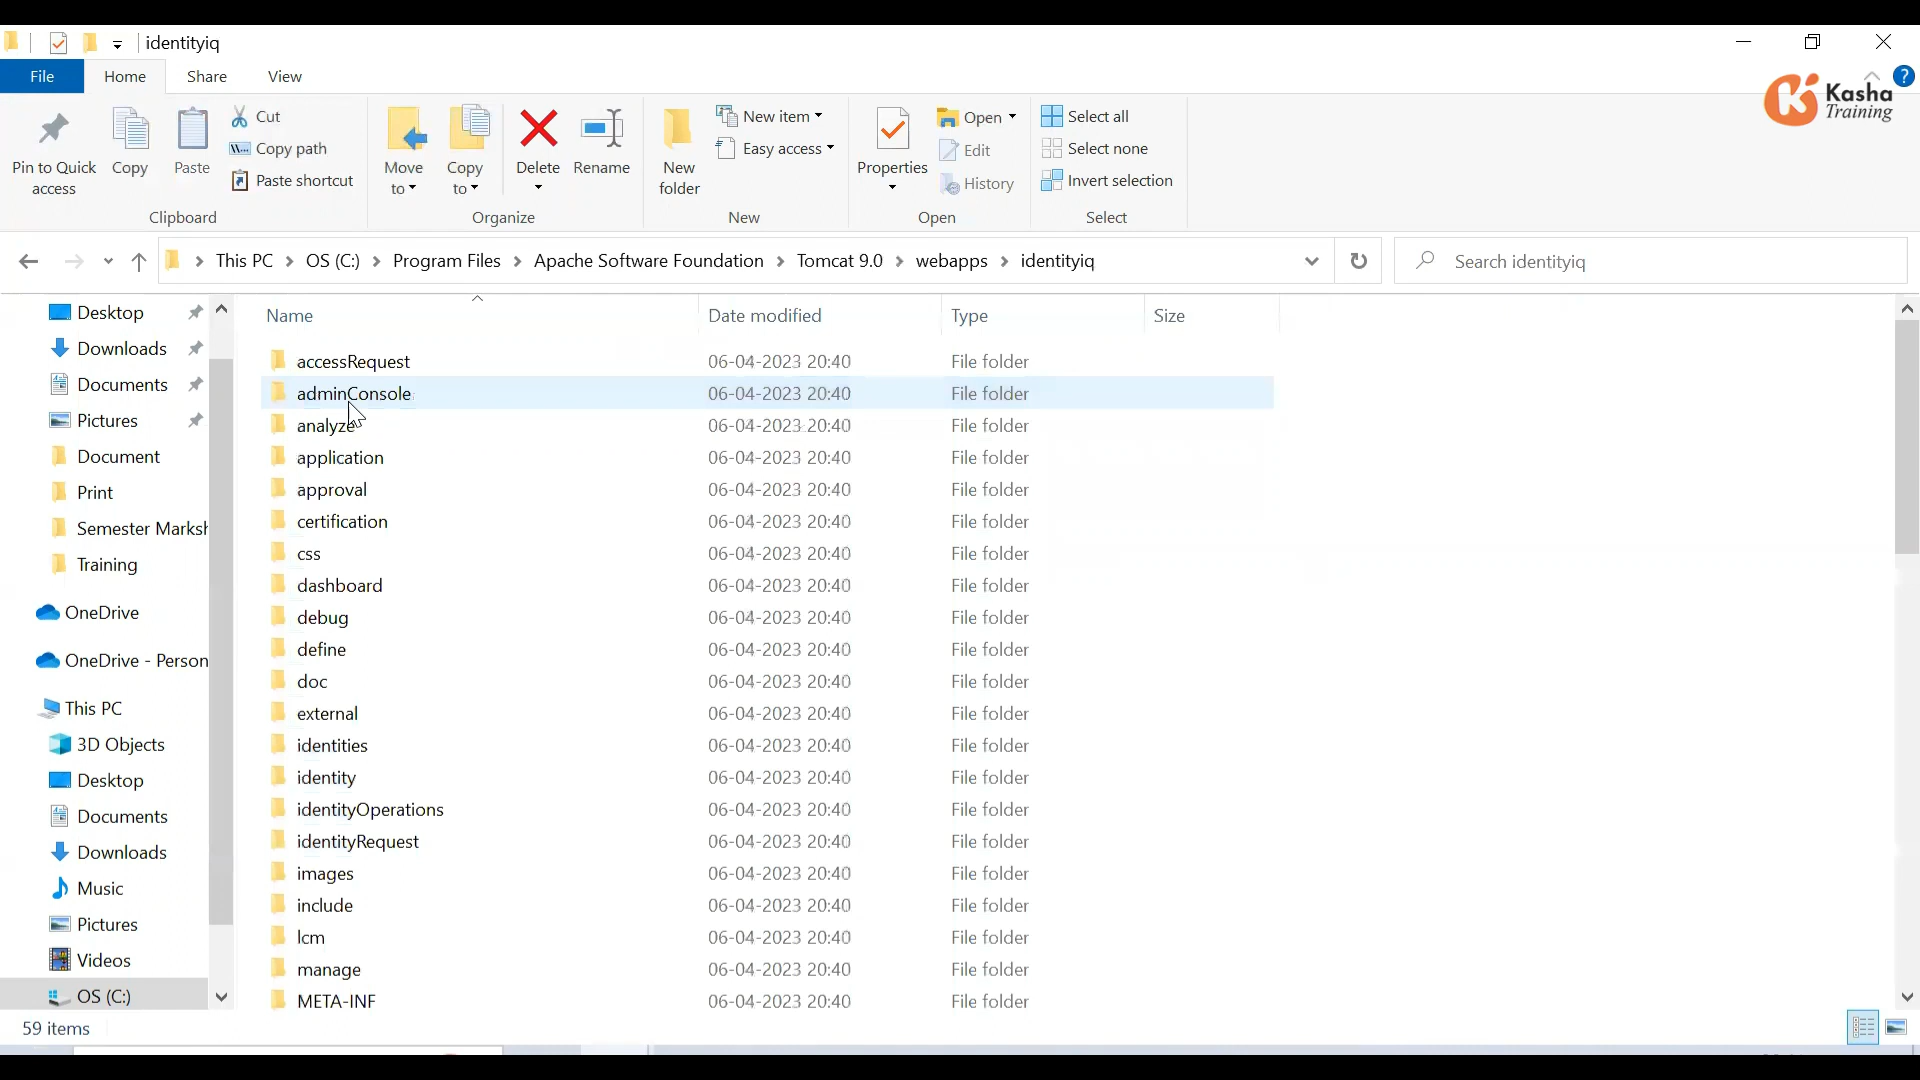 identityiq
File Home Share View
Kasha
Training
Pin to Quick access
Copy
Paste
Cut
Copy path
Paste shortcut
Clipboard
Move to
Copy to
Delete
Rename
Organize
New folder
New item
Easy access
New
Properties
Open
Edit
History
Open
Select all
Select none
Invert selection
Select
This PC > OS (C:) > Program Files > Apache Software Foundation > Tomcat 9.0 > webapps > identityiq
Search identityiq
Desktop
Downloads
Documents
Pictures
Document
Print
Semester Marksh
Training
OneDrive
OneDrive - Person
This PC
3D Objects
Desktop
Documents
Downloads
Music
Pictures
Videos
OS (C:)
Name Date modified Type Size
accessRequest 06-04-2023 20:40 File folder
adminConsole 06-04-2023 20:40 File folder
analyze 06-04-2023 20:40 File folder
application 06-04-2023 20:40 File folder
approval 06-04-2023 20:40 File folder
certification 06-04-2023 20:40 File folder
css 06-04-2023 20:40 File folder
dashboard 06-04-2023 20:40 File folder
debug 06-04-2023 20:40 File folder
define 06-04-2023 20:40 File folder
doc 06-04-2023 20:40 File folder
external 06-04-2023 20:40 File folder
identities 06-04-2023 20:40 File folder
identity 06-04-2023 20:40 File folder
identityOperations 06-04-2023 20:40 File folder
identityRequest 06-04-2023 20:40 File folder
images 06-04-2023 20:40 File folder
include 06-04-2023 20:40 File folder
lcm 06-04-2023 20:40 File folder
manage 06-04-2023 20:40 File folder
META-INF 06-04-2023 20:40 File folder
59 items